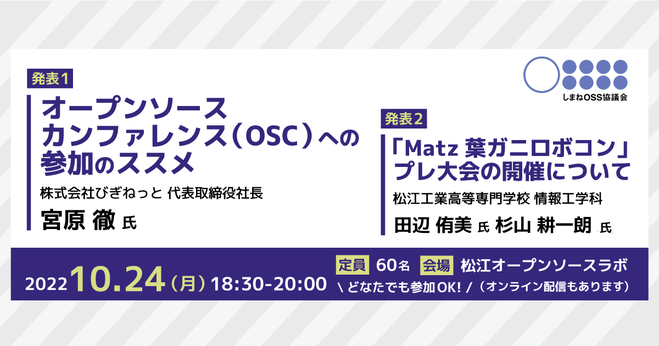 発表1
オープンソース
カンファレンス(OSC)への
参加のススメ
株式会社びぎねっと 代表取締役社長
宮原 徹 氏
しまねOSS協議会
発表2
「Matz 葉ガニロボコン」
プレ大会の開催について
松江工業高等専門学校 情報工学科
田辺 侑美 氏 杉山 耕一朗 氏
2022 10.24(月) 18:30-20:00
定員 60名 会場 松江オープンソースラボ
\ どなたでも参加OK! / (オンライン配信もあります)